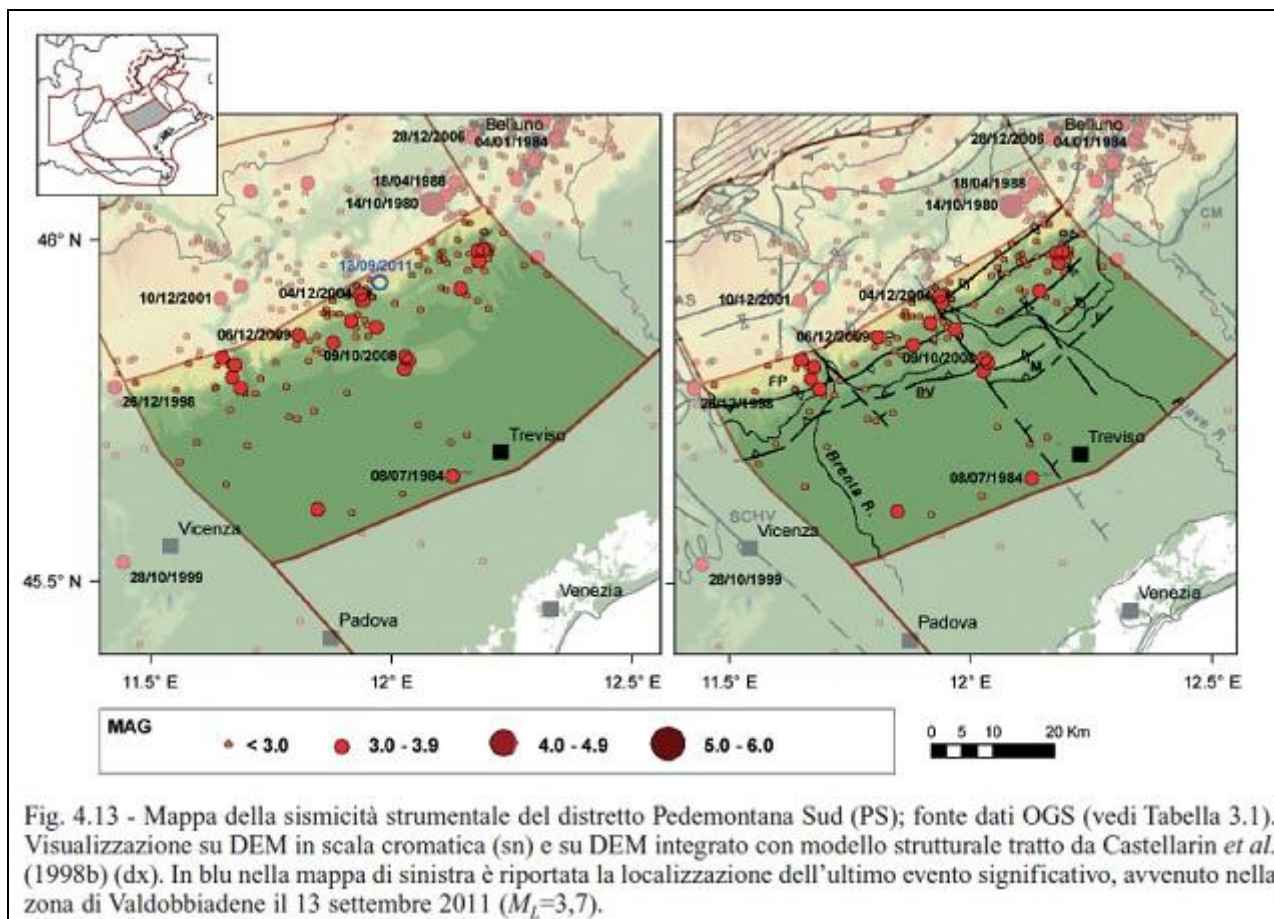 28/12/2006
Belluno
04/01/1984
18/04/1988
14/10/1980
46° N
13/09/2011
10/12/2001
04/12/2004
06/12/2009
09/10/2008
26/12/1998
Treviso
08/07/1984
Vicenza
45.5° N
28/10/1999
Venezia
Padova
11.5° E
12° E
12.5° E
28/12/2006
Belluno
04/01/1984
18/04/1988
14/10/1980
VV
VS
CM
AS
10/12/2001
04/12/2004
06/12/2009
09/10/2008
M
FP
BV
28/12/1998
Piave R.
Treviso
Brenta R.
08/07/1984
SCHV
Vicenza
28/10/1999
Venezia
Padova
11.5° E
12° E
12.5° E
MAG
< 3.0
3.0 - 3.9
4.0 - 4.9
5.0 - 6.0
0 5 10 20 Km
Fig. 4.13 - Mappa della sismicità strumentale del distretto Pedemontana Sud (PS); fonte dati OGS (vedi Tabella 3.1).
Visualizzazione su DEM in scala cromatica (sn) e su DEM integrato con modello strutturale tratto da Castellarin et al.
(1998b) (dx). In blu nella mappa di sinistra è riportata la localizzazione dell'ultimo evento significativo, avvenuto nella
zona di Valdobbiadene il 13 settembre 2011 (ML=3,7).